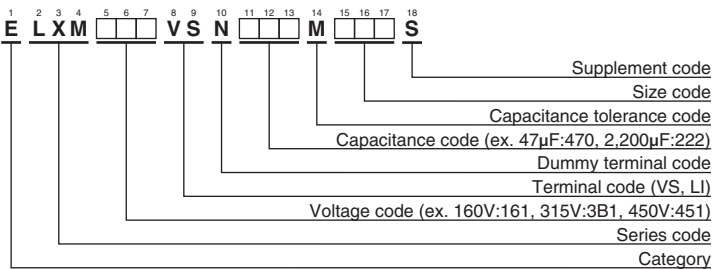 1 2 3 4 5 6 7 8 9 10 11 12 13 14 15 16 17 18
E L X M □□□ V S N □□□ M □□□ S
Supplement code
Size code
Capacitance tolerance code
Capacitance code (ex. 47µF:470, 2,200µF:222)
Dummy terminal code
Terminal code (VS, LI)
Voltage code (ex. 160V:161, 315V:3B1, 450V:451)
Series code
Category